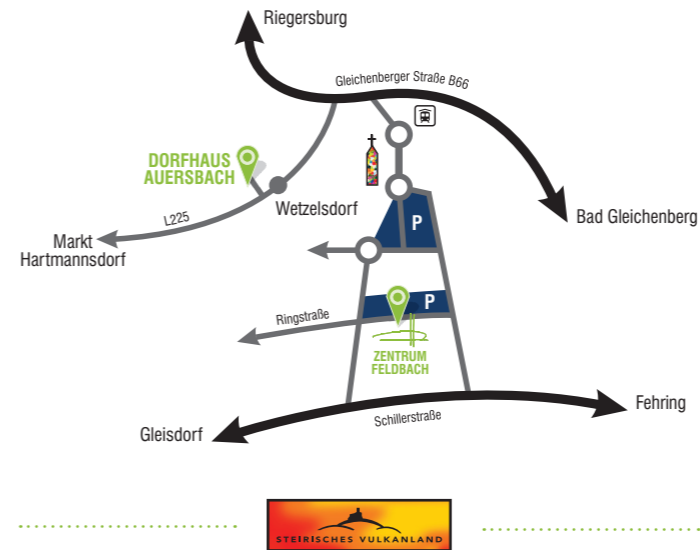 Riegersburg
Gleichenberger Straße B66
DORFHAUS
AUERSBACH
Wetzelsdorf
L225
Markt
Hartmannsdorf
P
Bad Gleichenberg
P
Ringstraße
ZENTRUM
FELDBACH
Fehring
Schillerstraße
Gleisdorf
STEIRISCHES VULKANLAND